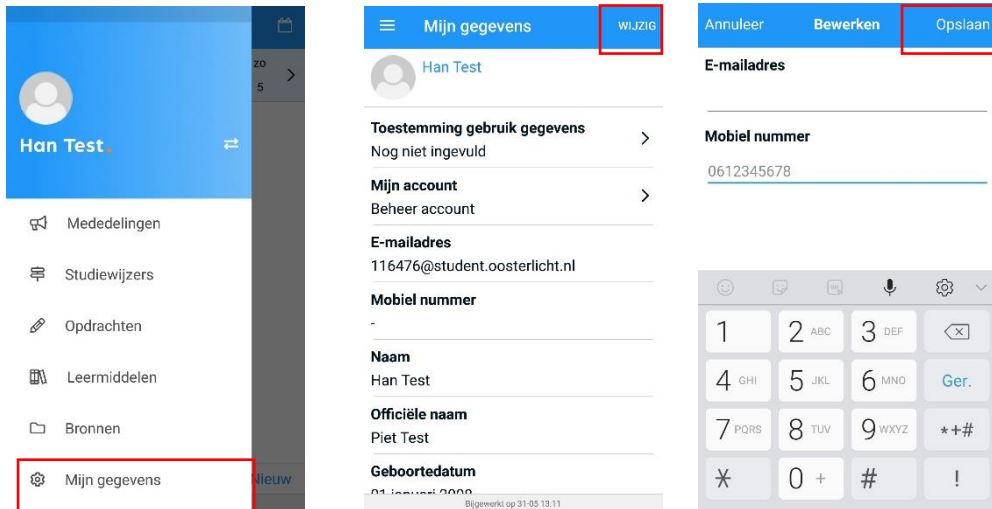 zo
5
Han Test.
Mededelingen
Studiewijzers
Opdrachten
Leermiddelen
Bronnen
Mijn gegevens
Nieuw
Mijn gegevens
WIJZIG
Han Test
Toestemming gebruik gegevens
Nog niet ingevuld
Mijn account
Beheer account
E-mailadres
116476@student.oosterlicht.nl
Mobiel nummer
-
Naam
Han Test
Officiële naam
Piet Test
Geboortedatum
01 januari 2008
Bijgewerkt op 31-05 13:11
Annuleer Bewerken Opslaan
E-mailadres
Mobiel nummer
0612345678
1 2 ABC 3 DEF
4 GHI 5 JKL 6 MNO Ger.
7 PQRS 8 TUV 9 WXYZ *+#
* 0 + # !